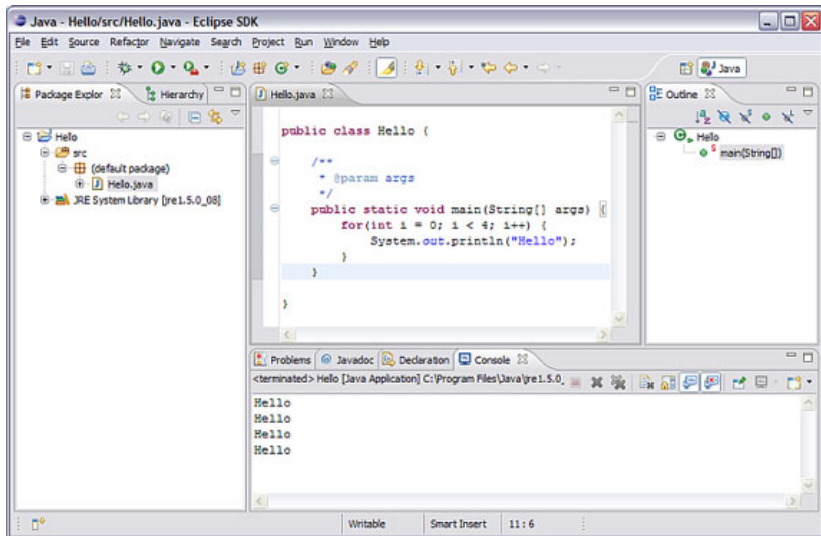 Java - Hello/src/Hello.java - Eclipse SDK
File Edit Source Refactor Navigate Search Project Run Window Help
Java
Package Explor
Hierarchy
Hello
src
(default package)
Hello.java
JRE System Library [jre1.5.0_08]
Hello.java
public class Hello {
/**
* @param args
*/
public static void main(String[] args) {
for(int i = 0; i < 4; i++) {
System.out.println("Hello");
}
}
}
Outline
Hello
main(String[])
Problems Javadoc Declaration Console
<terminated> Hello [Java Application] C:\Program Files\Java\jre1.5.0_
Hello
Hello
Hello
Hello
Writable Smart Insert 11:6